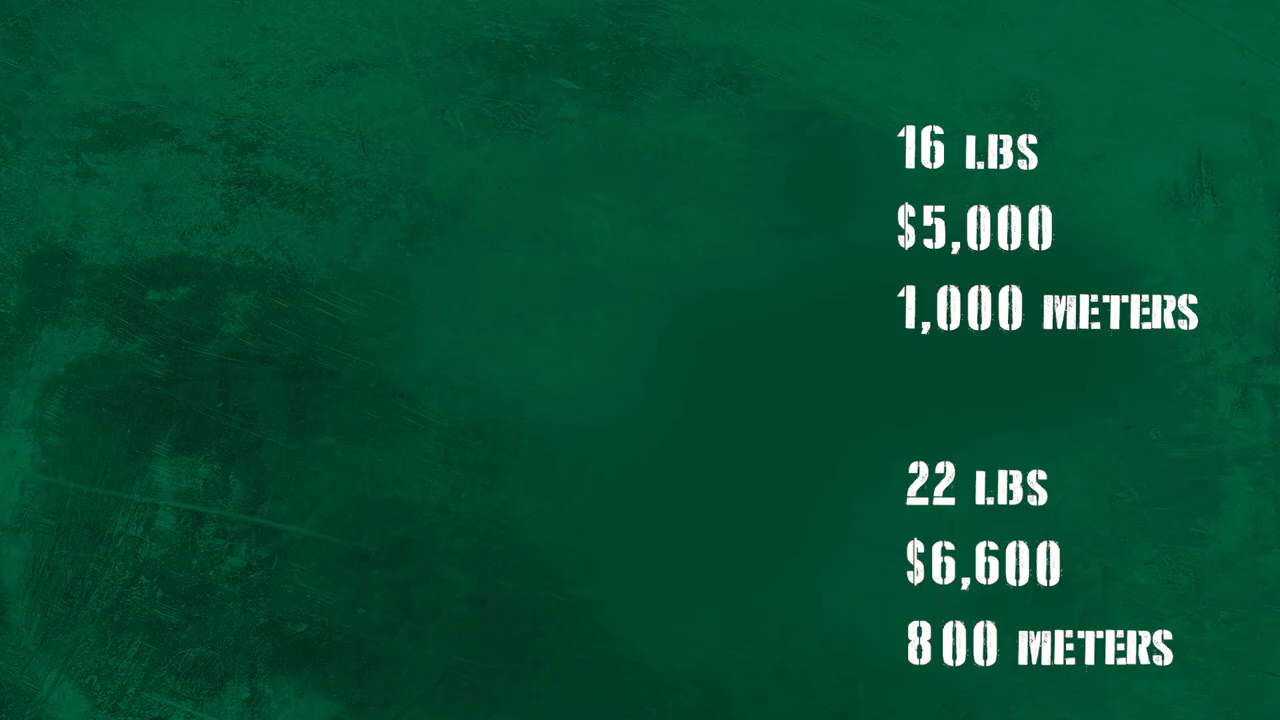 16 LBS
$5,000
1,000 METERS
22 LBS
$6,600
800 METERS